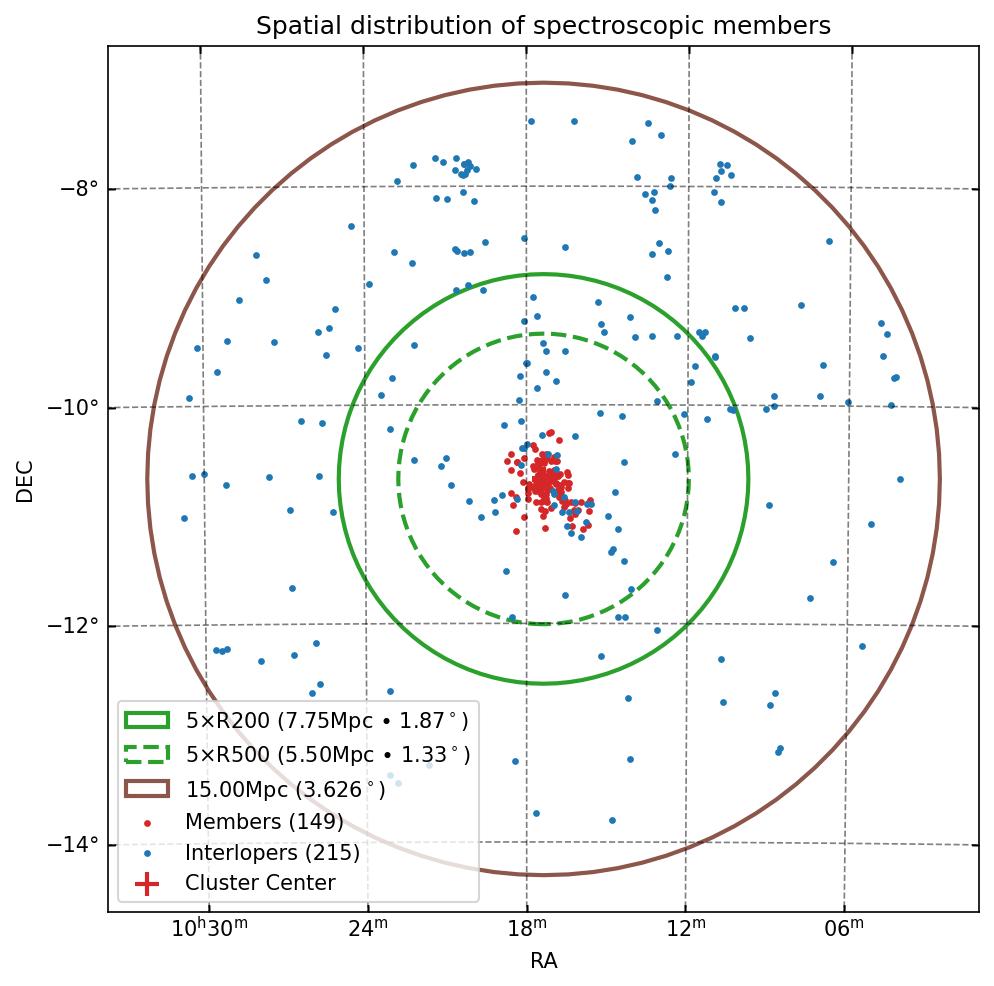 Spatial distribution of spectroscopic members
−8°
−10°
−12°
−14°
DEC
5×R200 (7.75Mpc • 1.87°)
5×R500 (5.50Mpc • 1.33°)
15.00Mpc (3.626°)
Members (149)
Interlopers (215)
Cluster Center
10ʰ30ᵐ 24ᵐ 18ᵐ 12ᵐ 06ᵐ
RA